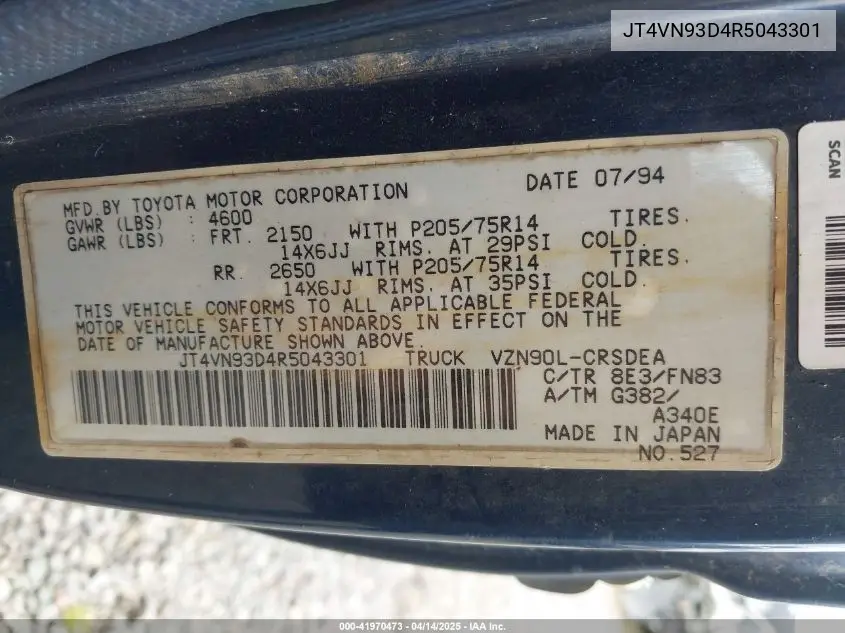 JT4VN93D4R5043301
SCAN
MFD.BY TOYOTA MOTOR CORPORATION DATE 07/94
GVWR (LBS) : 4600
GAWR (LBS) : FRT. 2150 WITH P205/75R14 TIRES.
14X6JJ RIMS. AT 29PSI COLD.
RR. 2650 WITH P205/75R14 TIRES.
14X6JJ RIMS. AT 35PSI COLD.
THIS VEHICLE CONFORMS TO ALL APPLICABLE FEDERAL
MOTOR VEHICLE SAFETY STANDARDS IN EFFECT ON THE
DATE OF MANUFACTURE SHOWN ABOVE.
JT4VN93D4R5043301 TRUCK VZN90L-CRSDEA
C/TR 8E3/FN83
A/TM G382/
A340E
MADE IN JAPAN
NO.527
000-41970473 - 04/14/2025 - IAA Inc.